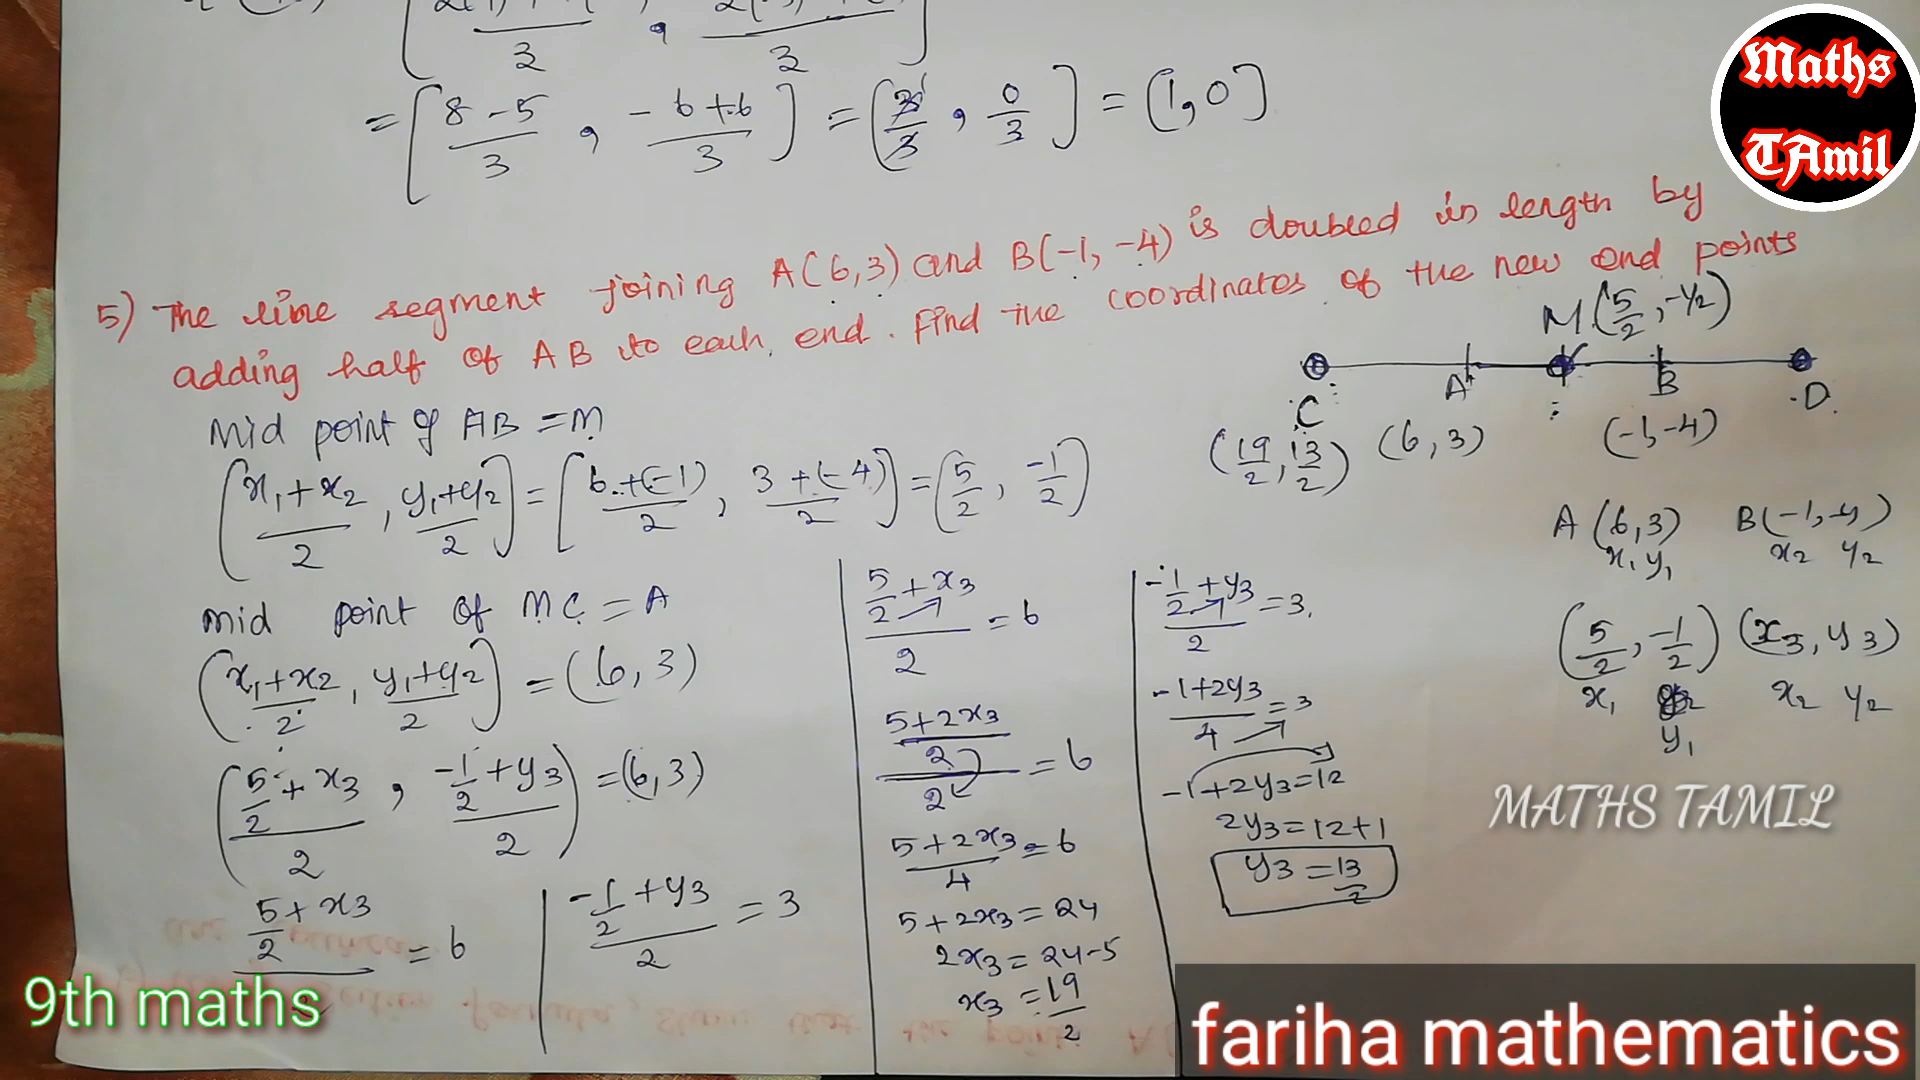 = [8-5/3 , -6+6/3] = (3/3 , 0/3] = (1,0]
5) The line segment joining A(6,3) and B(-1,-4) is doubled in length by
adding half of AB to each end. Find the coordinates of the new end points
Mid point of AB = M
(x1+x2/2 , y1+y2/2] = [6+(-1)/2 , 3+(-4)/2] = (5/2 , -1/2)
Mid point of MC = A
(x1+x2/2 , y1+y2/2] = (6,3)
(5/2+x3/2 , -1/2+y3/2) = (6,3)
5/2+x3 = 6
-1/2+y3/2 = 3
5/2+x3/2 = 6
5+2x3/2/2 = 6
5+2x3/4 = 6
5+2x3 = 24
2x3 = 24-5
x3 = 19/2
-1/2+y3/2 = 3
-1+2y3/4 = 3
-1+2y3=12
2y3=12+1
y3 = 13/2
M(5/2 , -1/2)
C A B D
(19/2 , 13/2) (6,3) (-1,-4)
A(6,3) B(-1,-4)
x1 y1 x2 y2
(5/2 , -1/2) (x3, y3)
x1 x2 y2
y1
Maths
TAmil
MATHS TAMIL
9th maths
fariha mathematics